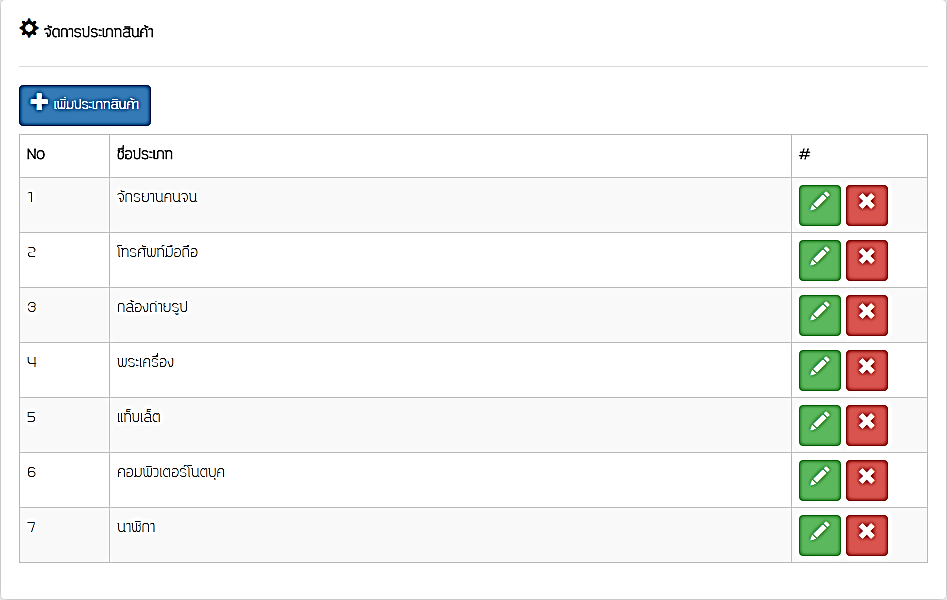 จัดการประเภทสินค้า
เพิ่มประเภทสินค้า
No ชื่อประเภท #
1 จักรยานคนจน
2 โทรศัพท์มือถือ
3 กล้องถ่ายรูป
4 พระเครื่อง
5 แท็บเล็ต
6 คอมพิวเตอร์โนตบุค
7 นาฬิกา